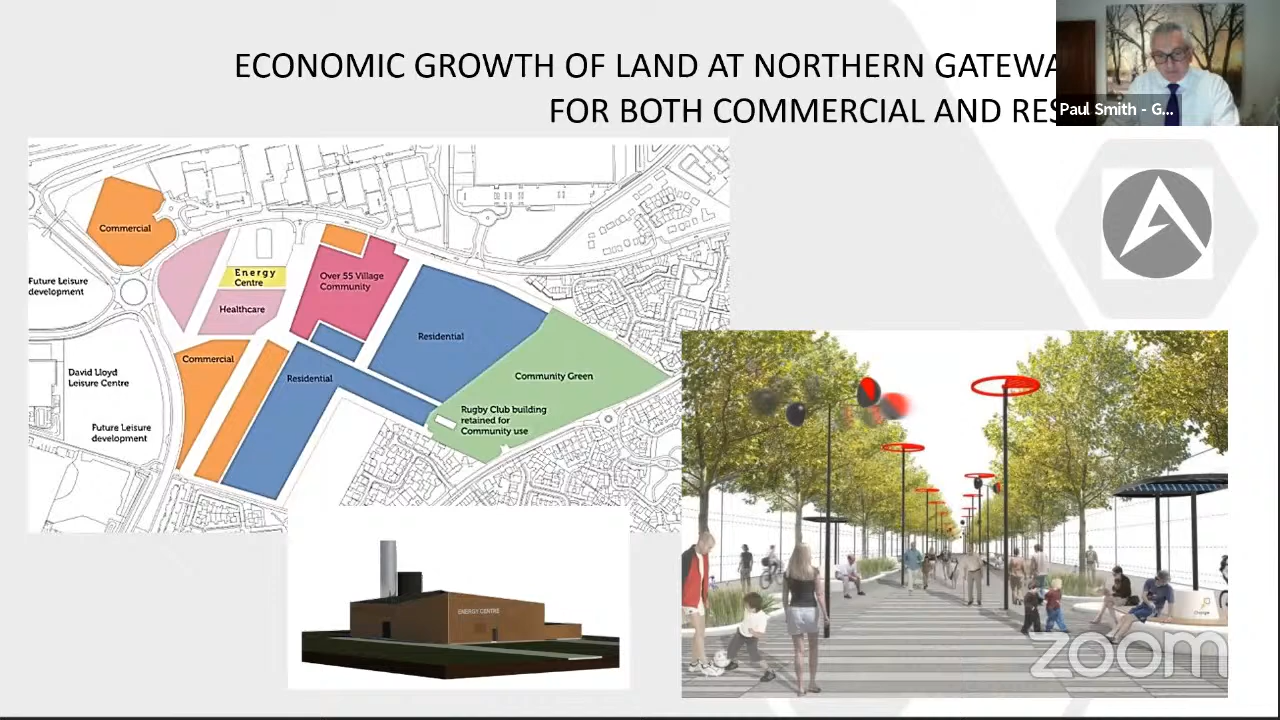 ECONOMIC GROWTH OF LAND AT NORTHERN GATEWA
FOR BOTH COMMERCIAL AND RES
Paul Smith - G...
Commercial
Future Leisure
development
Energy
Centre
Healthcare
Over 55 Village
Community
Residential
Commercial
Residential
Community Green
David Lloyd
Leisure Centre
Rugby Club building
retained for
Community use
Future Leisure
development
ENERGY CENTRE
zoom